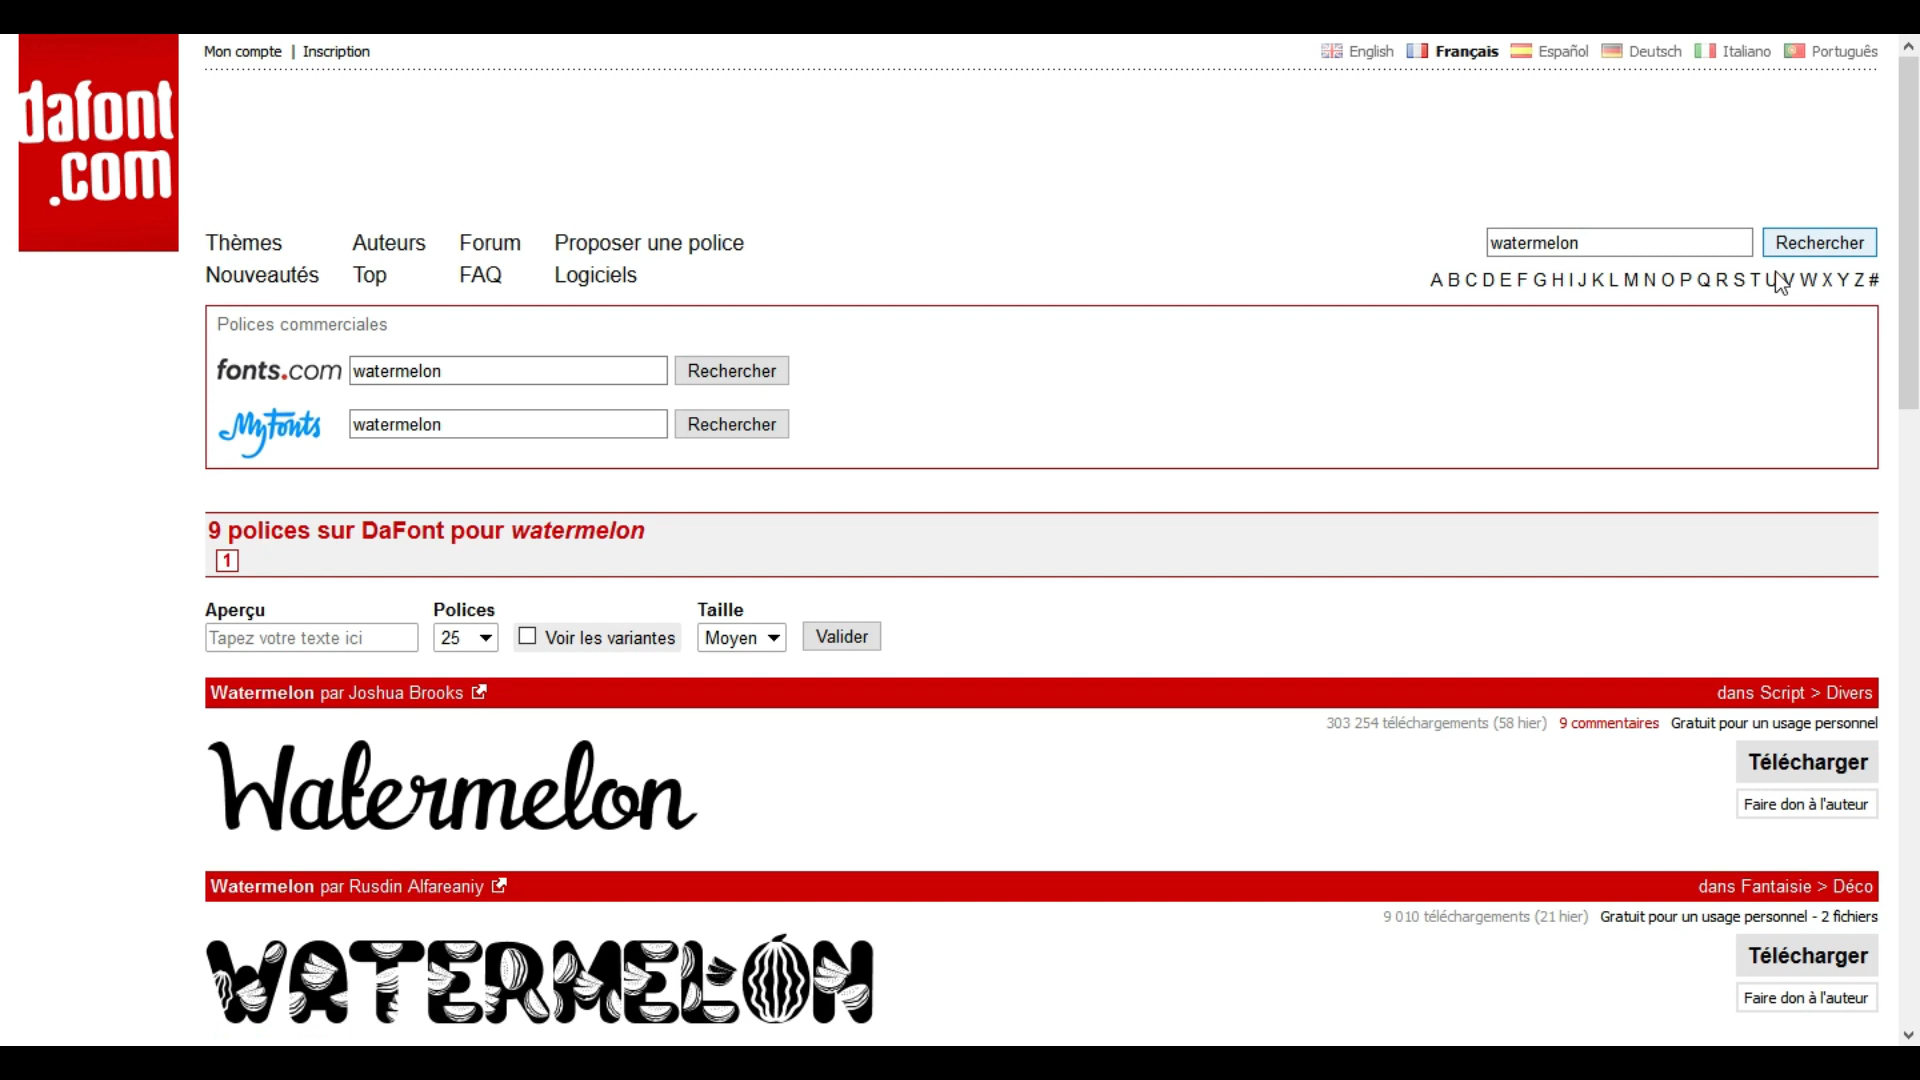 Mon compte | Inscription
English Français Español Deutsch Italiano Português
dafont
.com
Thèmes Auteurs Forum Proposer une police
watermelon Rechercher
Nouveautés Top FAQ Logiciels
A B C D E F G H I J K L M N O P Q R S T U V W X Y Z #
Polices commerciales
fonts.com watermelon Rechercher
MyFonts watermelon Rechercher
9 polices sur DaFont pour watermelon
1
Aperçu Polices Taille
Tapez votre texte ici 25 Voir les variantes Moyen Valider
Watermelon par Joshua Brooks dans Script > Divers
303 254 téléchargements (58 hier) 9 commentaires Gratuit pour un usage personnel
Watermelon
Télécharger
Faire don à l'auteur
Watermelon par Rusdin Alfareaniy dans Fantaisie > Déco
9 010 téléchargements (21 hier) Gratuit pour un usage personnel - 2 fichiers
WATERMELON
Télécharger
Faire don à l'auteur